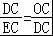 DC/EC = OC/DC